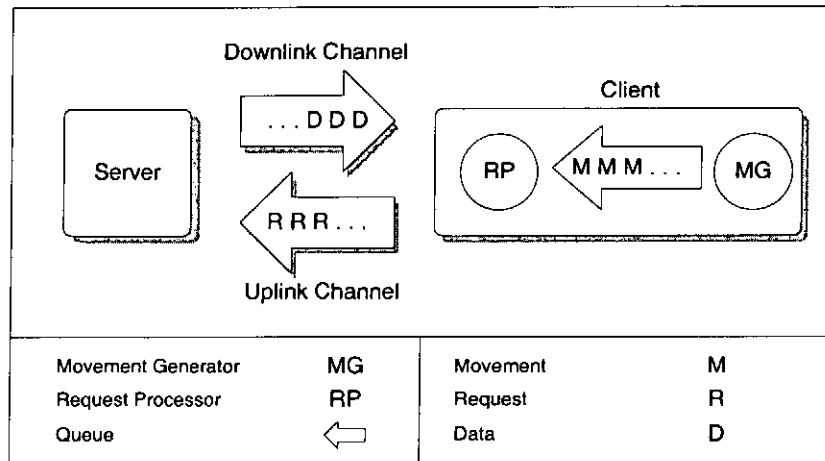 Downlink Channel
Client
...DDD
Server
RP
MMM...
MG
RRR...
Uplink Channel
Movement Generator MG
Request Processor RP
Queue
Movement M
Request R
Data D